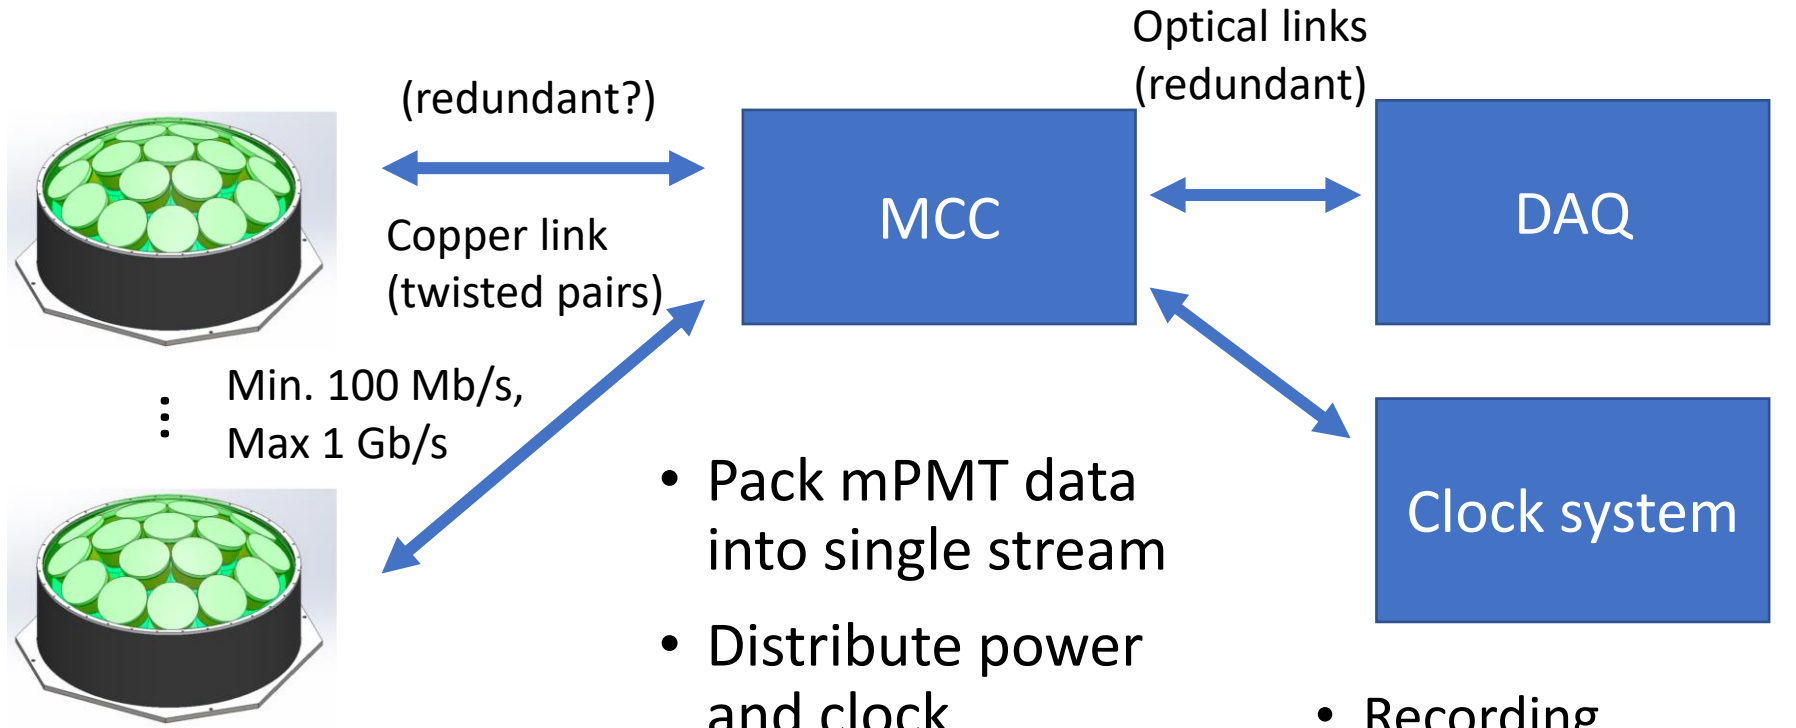 Optical links
(redundant)
(redundant?)
MCC
DAQ
Copper link
(twisted pairs)
Min. 100 Mb/s,
Max 1 Gb/s
Clock system
• Pack mPMT data
into single stream
• Distribute power
and clock
• Recording